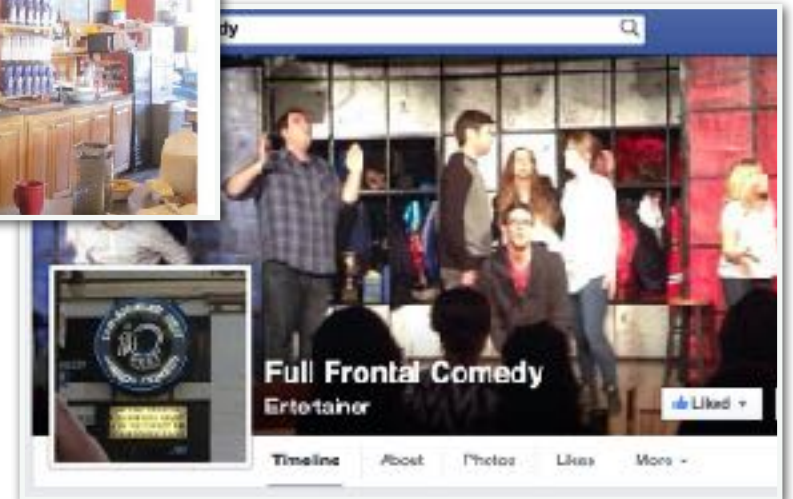 dy
Full Frontal Comedy
Entertainer
Liked
Timeline
About
Photos
Likes
More